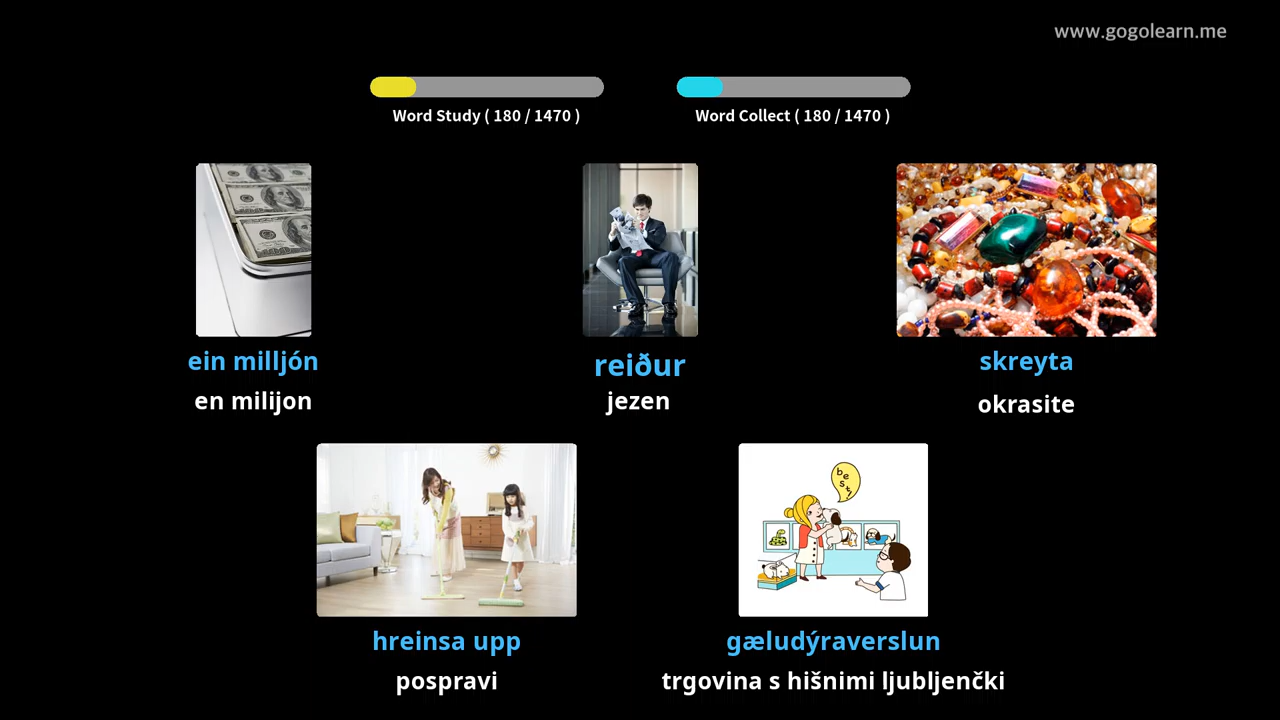 www.gogolearn.me
Word Study ( 180 / 1470 )
Word Collect ( 180 / 1470 )
ein milljón
reiður
skreyta
en milijon
jezen
okrasite
best
hreinsa upp
gæludýraverslun
pospravi
trgovina s hišnimi ljubljenčki